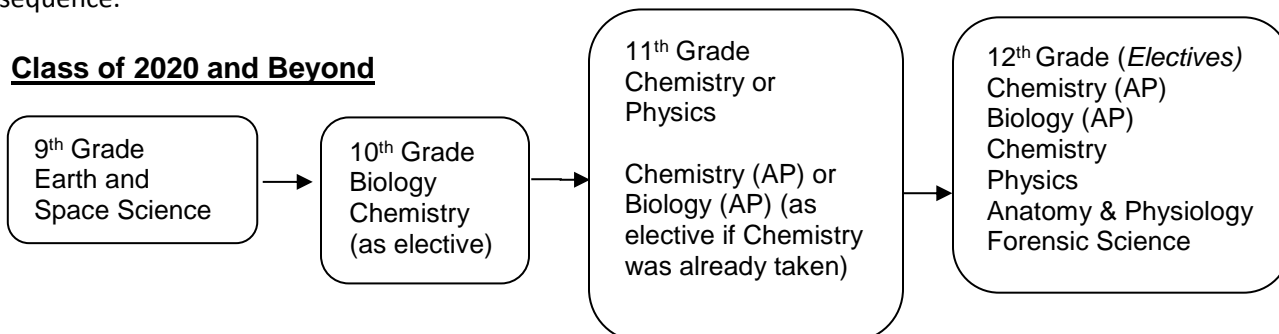 sequence.
Class of 2020 and Beyond
9th Grade
Earth and
Space Science
10th Grade
Biology
Chemistry
(as elective)
11th Grade
Chemistry or
Physics
Chemistry (AP) or
Biology (AP) (as
elective if Chemistry
was already taken)
12th Grade (Electives)
Chemistry (AP)
Biology (AP)
Chemistry
Physics
Anatomy & Physiology
Forensic Science